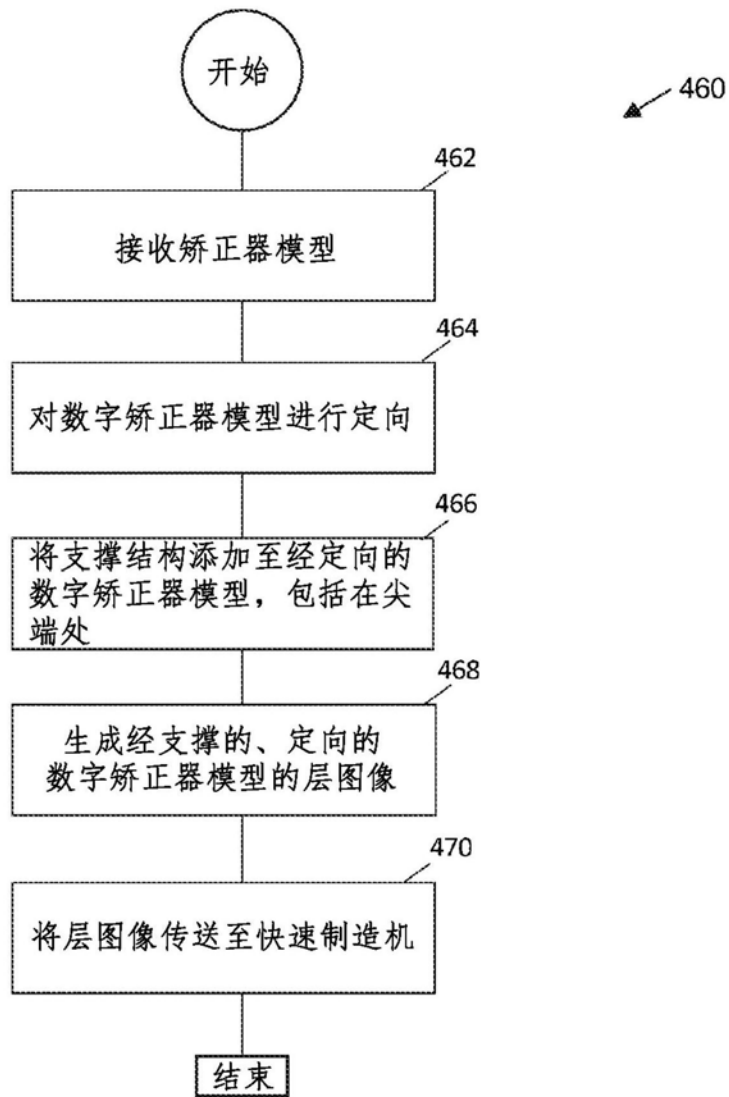 开始
460
462
接收矫正器模型
464
对数字矫正器模型进行定向
466
将支撑结构添加至经定向的
数字矫正器模型，包括在尖
端处
468
生成经支撑的、定向的
数字矫正器模型的层图像
470
将层图像传送至快速制造机
结束